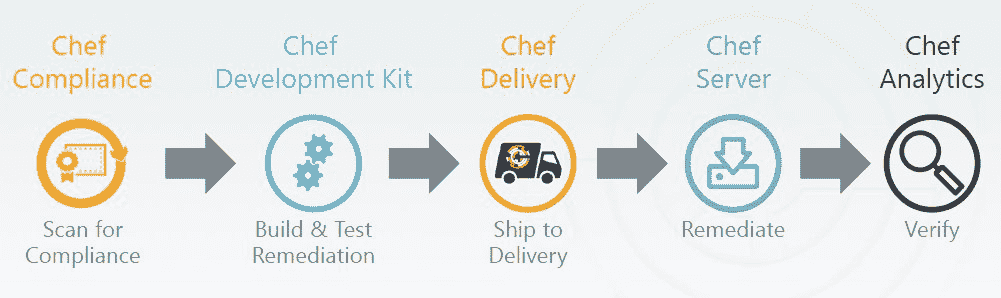 Chef
Compliance
Chef
Development Kit
Chef
Delivery
Chef
Server
Chef
Analytics
Scan for
Compliance
Build & Test
Remediation
Ship to
Delivery
Remediate
Verify